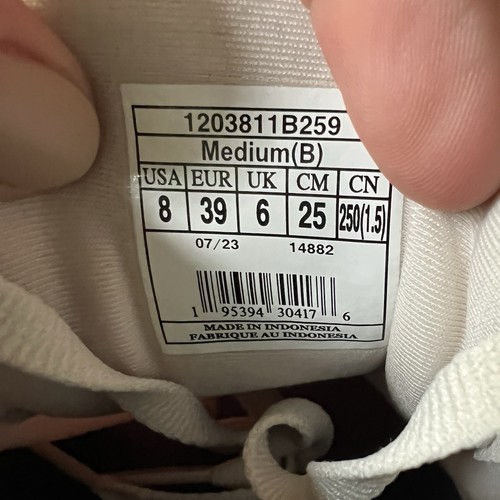 1203811B259
Medium(B)
USA EUR UK CM CN
8 39 6 25 250(1.5)
07/23 14882
1 95394 30417 6
MADE IN INDONESIA
FABRIQUE AU INDONESIA